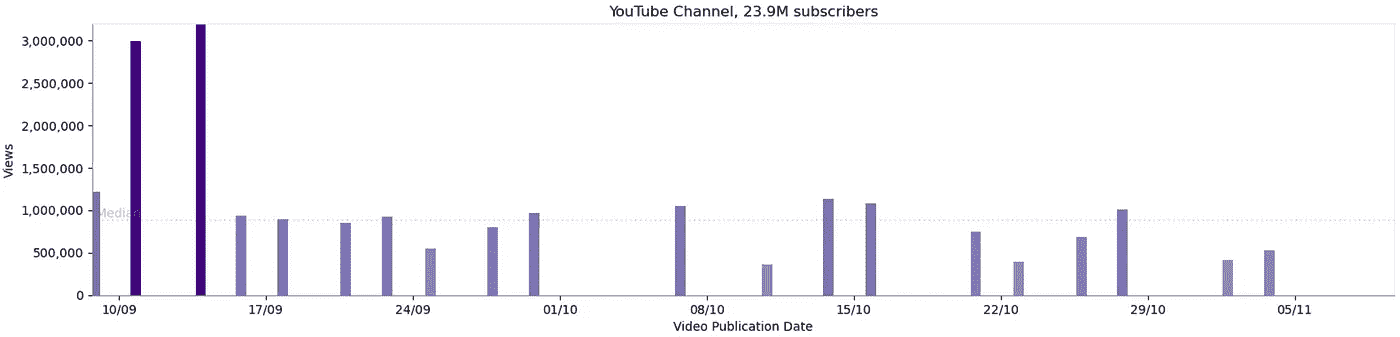 YouTube Channel, 23.9M subscribers
3,000,000
2,500,000
2,000,000
1,500,000
1,000,000
500,000
0
Views
Median
10/09 17/09 24/09 01/10 08/10 15/10 22/10 29/10 05/11
Video Publication Date